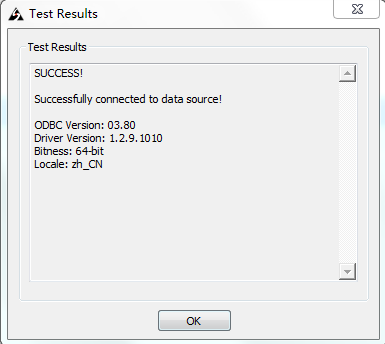 Test Results
Test Results
SUCCESS!
Successfully connected to data source!
ODBC Version: 03.80
Driver Version: 1.2.9.1010
Bitness: 64-bit
Locale: zh_CN
OK